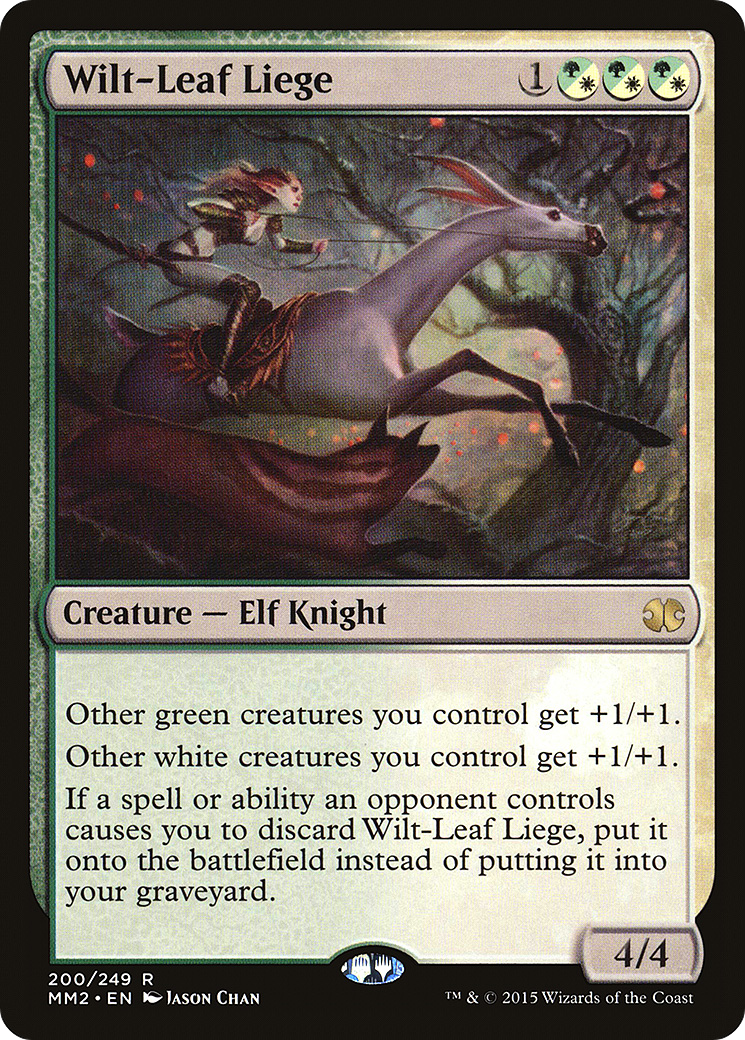 Wilt-Leaf Liege 1
Creature — Elf Knight
Other green creatures you control get +1/+1.
Other white creatures you control get +1/+1.
If a spell or ability an opponent controls
causes you to discard Wilt-Leaf Liege, put it
onto the battlefield instead of putting it into
your graveyard.
4/4
200/249 R
MM2 • EN Jason Chan
™ & © 2015 Wizards of the Coast